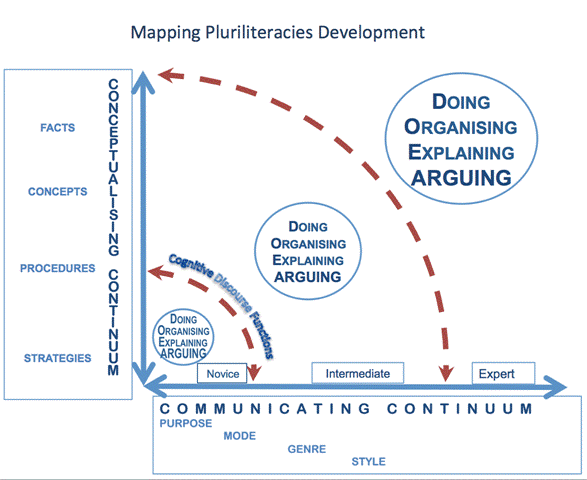 Mapping Pluriliteracies Development
CONCEPTUALISING CONTINUUM
FACTS
CONCEPTS
PROCEDURES
STRATEGIES
DOING
ORGANISING
EXPLAINING
ARGUING
DOING
ORGANISING
EXPLAINING
ARGUING
Cognitive Discourse Functions
DOING
ORGANISING
EXPLAINING
ARGUING
Novice
Intermediate
Expert
COMMUNICATING CONTINUUM
PURPOSE
MODE
GENRE
STYLE